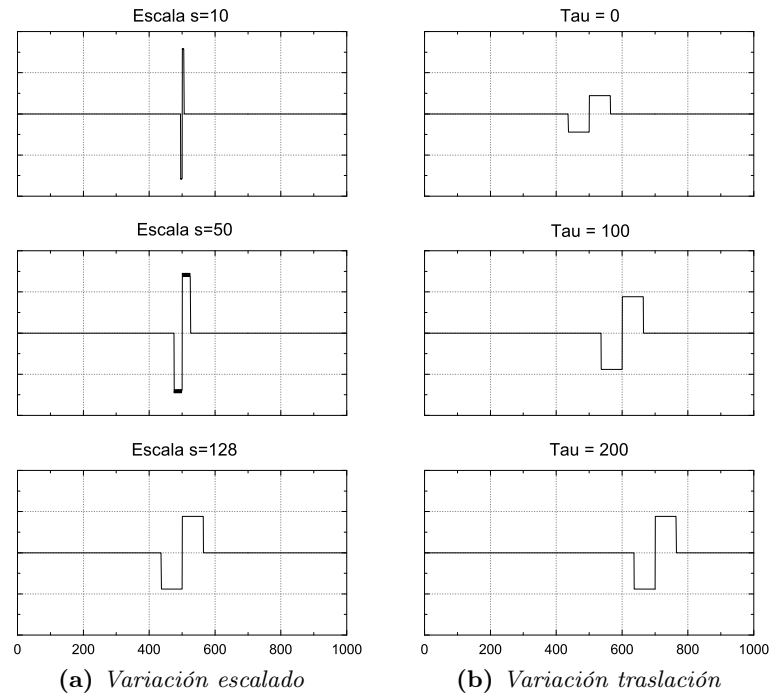 Escala s=10
Tau = 0
Escala s=50
Tau = 100
Escala s=128
Tau = 200
0 200 400 600 800 1000
0 200 400 600 800 1000
(a) Variación escalado
(b) Variación traslación